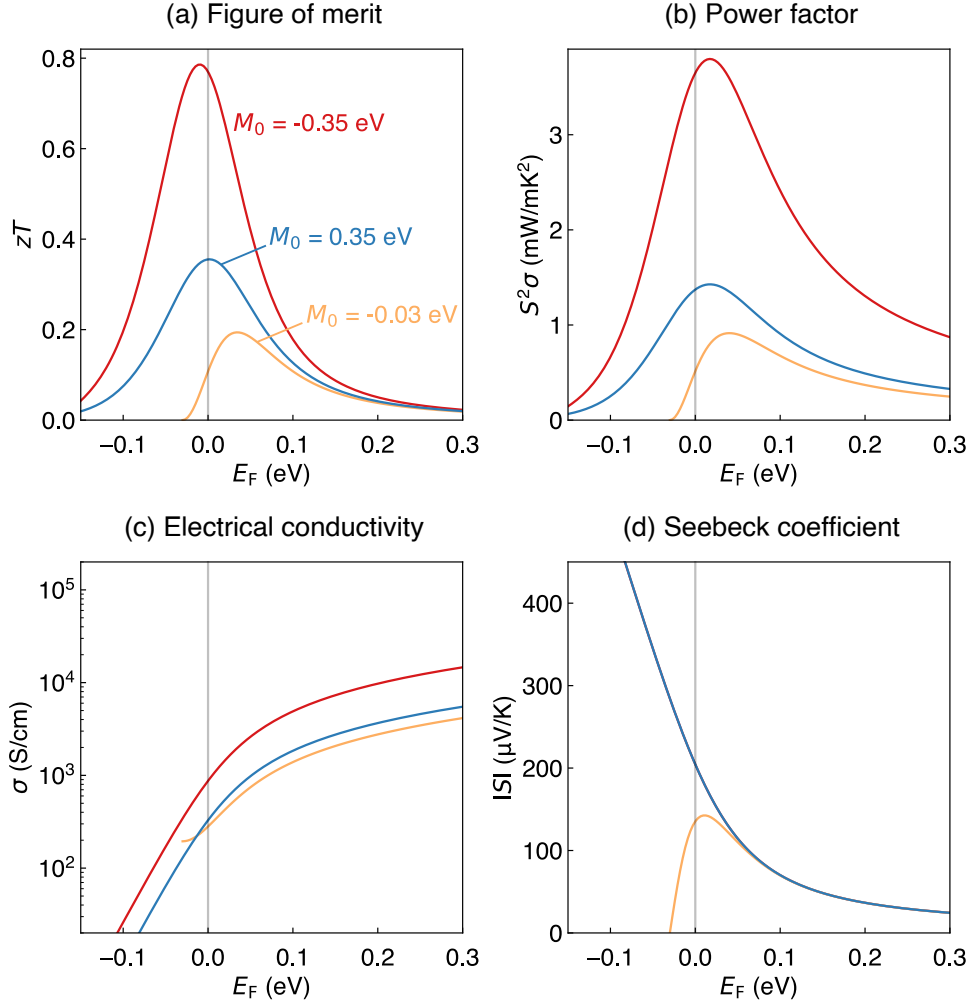 (a) Figure of merit
(b) Power factor
0.8
0.6
0.4
0.2
0.0
zT
M₀ = -0.35 eV
M₀ = 0.35 eV
M₀ = -0.03 eV
−0.1 0.0 0.1 0.2 0.3
E_F (eV)
3
2
1
0
S²σ (mW/mK²)
−0.1 0.0 0.1 0.2 0.3
E_F (eV)
(c) Electrical conductivity
(d) Seebeck coefficient
10⁵
10⁴
10³
10²
σ (S/cm)
−0.1 0.0 0.1 0.2 0.3
E_F (eV)
400
300
200
100
0
|S| (μV/K)
−0.1 0.0 0.1 0.2 0.3
E_F (eV)